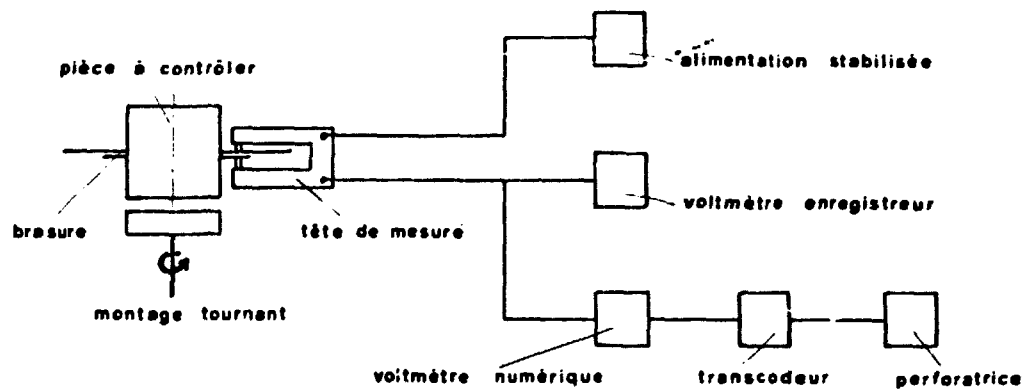 pièce à contrôler
alimentation stabilisée
brasure
tête de mesure
voltmètre enregistreur
montage tournant
voltmètre numérique
transcodeur
perforatrice